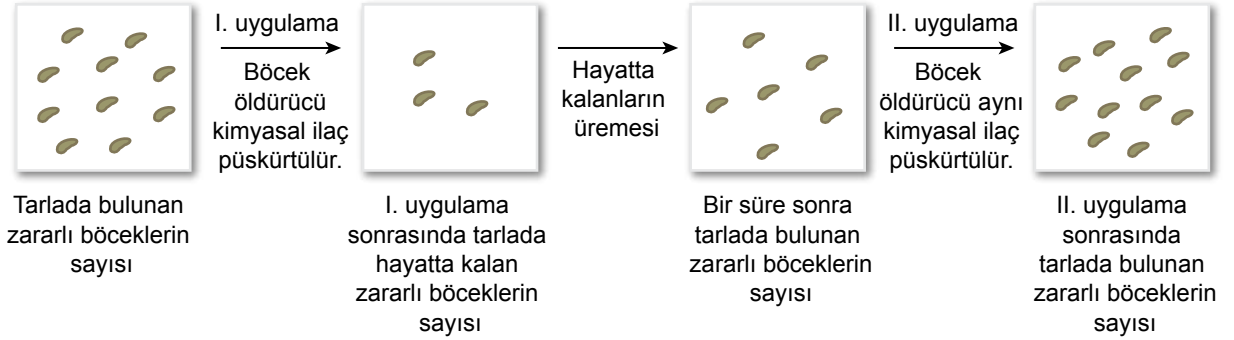 I. uygulama
Böcek
öldürücü
kimyasal ilaç
püskürtülür.
Hayatta
kalanların
üremesi
II. uygulama
Böcek
öldürücü aynı
kimyasal ilaç
püskürtülür.
Tarlada bulunan
zararlı böceklerin
sayısı
I. uygulama
sonrasında tarlada
hayatta kalan
zararlı böceklerin
sayısı
Bir süre sonra
tarlada bulunan
zararlı böceklerin
sayısı
II. uygulama
sonrasında
tarlada bulunan
zararlı böceklerin
sayısı